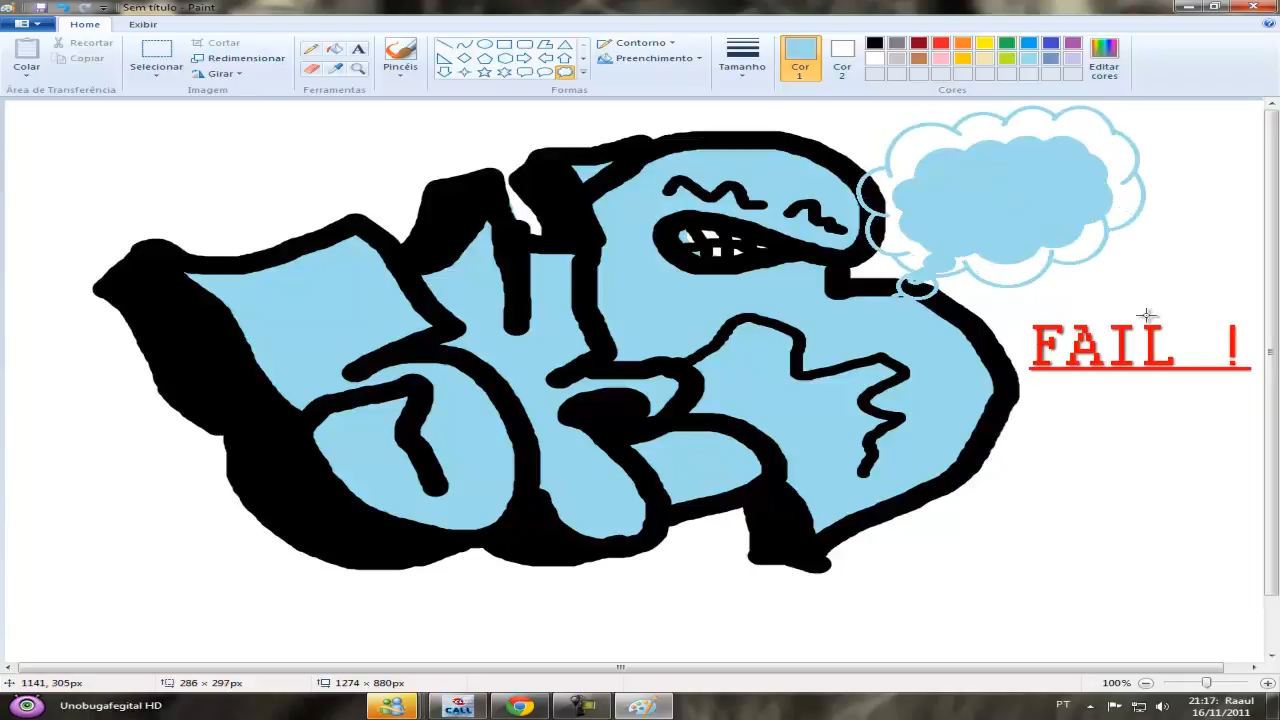 Sem título - Paint
Home Exibir
Colar
Recortar
Copiar
Área de Transferência
Selecionar
Cortar
Redimensionar
Girar
Imagem
A
Ferramentas
Pincéis
Contorno
Preenchimento
Formas
Tamanho
Cor
1
Cor
2
Editar
cores
Cores
FAIL !
1141, 305px 286 × 297px 1274 × 880px 100%
Unobugafegital HD
CALL
PT
21:17: Raaul
16/11/2011